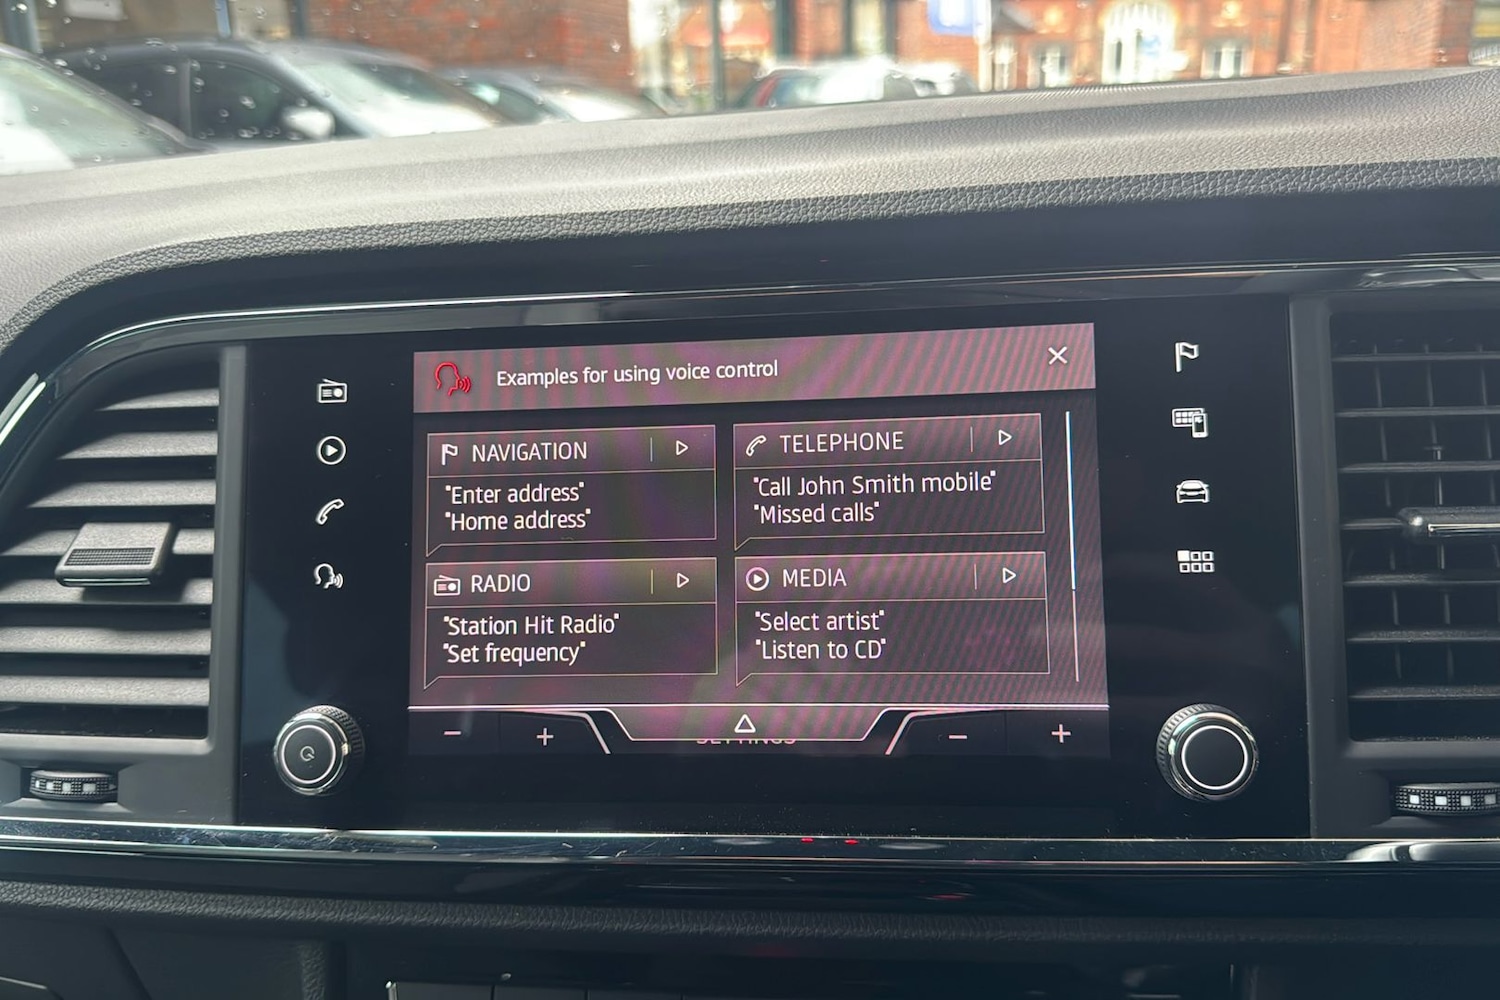 Examples for using voice control
NAVIGATION
"Enter address"
"Home address"
TELEPHONE
"Call John Smith mobile"
"Missed calls"
RADIO
"Station Hit Radio"
"Set frequency"
MEDIA
"Select artist"
"Listen to CD"
- + - +
SETTINGS